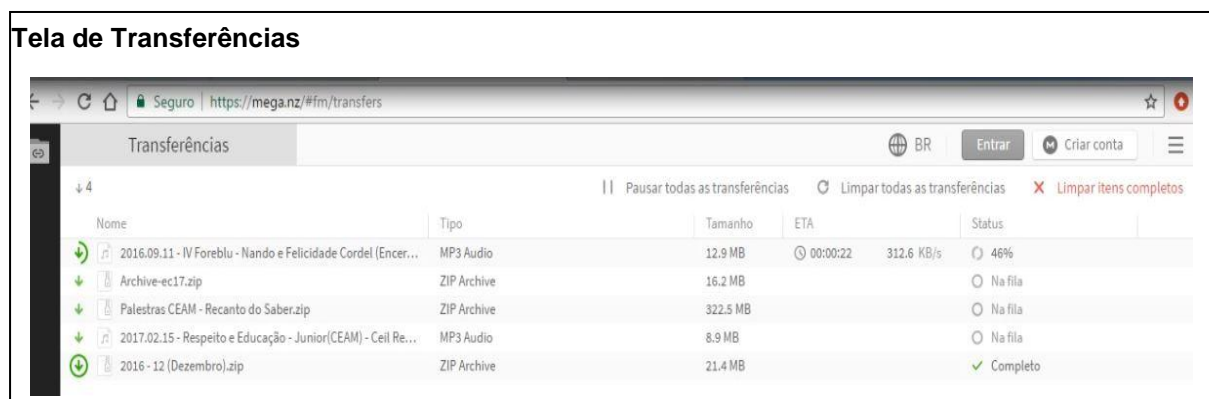 Tela de Transferências
Seguro | https://mega.nz/#fm/transfers
Transferências BR Entrar M Criar conta
4 Pausar todas as transferências Limpar todas as transferências X Limpar itens completos
Nome Tipo Tamanho ETA Status
2016.09.11 - IV Foreblu - Nando e Felicidade Cordel (Encer... MP3 Audio 12.9 MB 00:00:22 312.6 KB/s 46%
Archive-ec17.zip ZIP Archive 16.2 MB Na fila
Palestras CEAM - Recanto do Saber.zip ZIP Archive 322.5 MB Na fila
2017.02.15 - Respeito e Educação - Junior(CEAM) - Ceil Re... MP3 Audio 8.9 MB Na fila
2016 - 12 (Dezembro).zip ZIP Archive 21.4 MB Completo